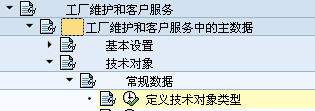 工厂维护和客户服务
工厂维护和客户服务中的主数据
基本设置
技术对象
常规数据
定义技术对象类型